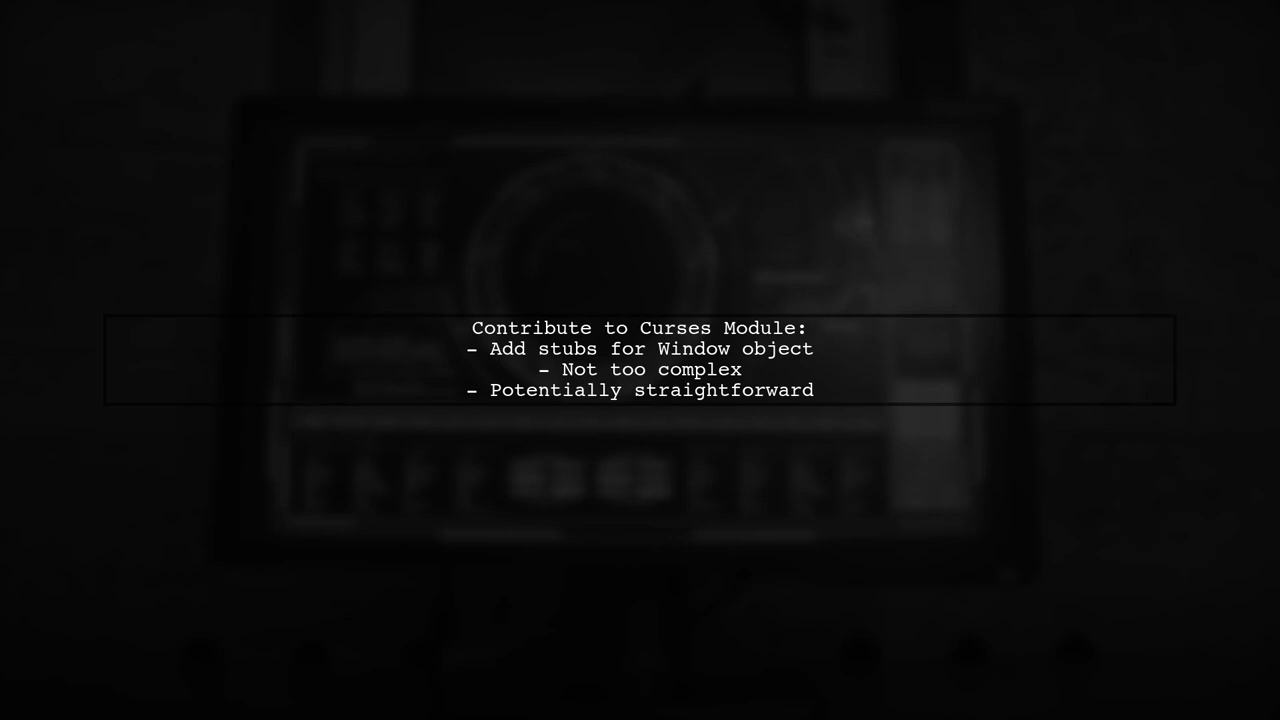 Contribute to Curses Module:
- Add stubs for Window object
- Not too complex
- Potentially straightforward